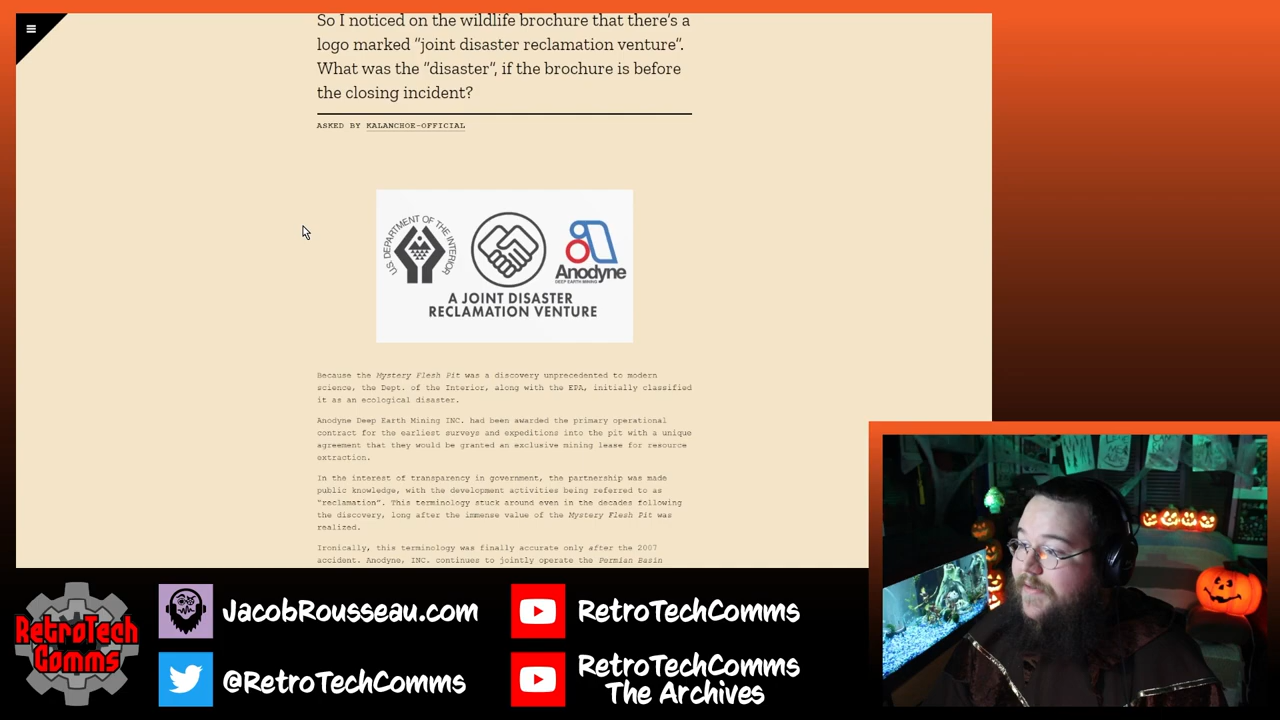 So I noticed on the wildlife brochure that there's a
logo marked "joint disaster reclamation venture".
What was the "disaster", if the brochure is before
the closing incident?
ASKED BY KALANCHOE-OFFICIAL
U.S. DEPARTMENT OF THE INTERIOR
Anodyne
DEEP EARTH MINING
A JOINT DISASTER
RECLAMATION VENTURE
Because the Mystery Flesh Pit was a discovery unprecedented to modern
science, the Dept. of the Interior, along with the EPA, initially classified
it as an ecological disaster.
Anodyne Deep Earth Mining INC. had been awarded the primary operational
contract for the earliest surveys and expeditions into the pit with a unique
agreement that they would be granted an exclusive mining lease for resource
extraction.
In the interest of transparency in government, the partnership was made
public knowledge, with the development activities being referred to as
"reclamation". This terminology stuck around even in the decades following
the discovery, long after the immense value of the Mystery Flesh Pit was
realized.
Ironically, this terminology was finally accurate only after the 2007
accident. Anodyne, INC. continues to jointly operate the Permian Basin
RetroTech
Comms
JacobRousseau.com
@RetroTechComms
RetroTechComms
RetroTechComms
The Archives